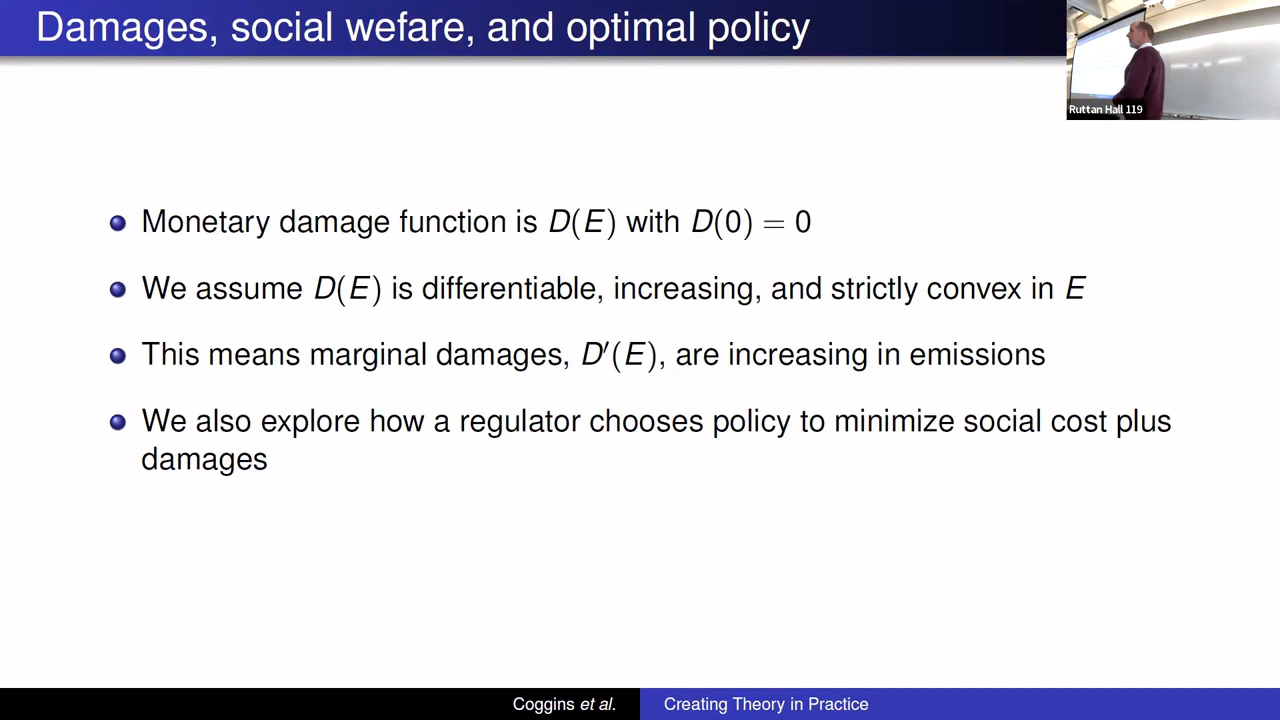 Damages, social wefare, and optimal policy
Ruttan Hall 119
Monetary damage function is D(E) with D(0) = 0
We assume D(E) is differentiable, increasing, and strictly convex in E
This means marginal damages, D′(E), are increasing in emissions
We also explore how a regulator chooses policy to minimize social cost plus
damages
Coggins et al.
Creating Theory in Practice